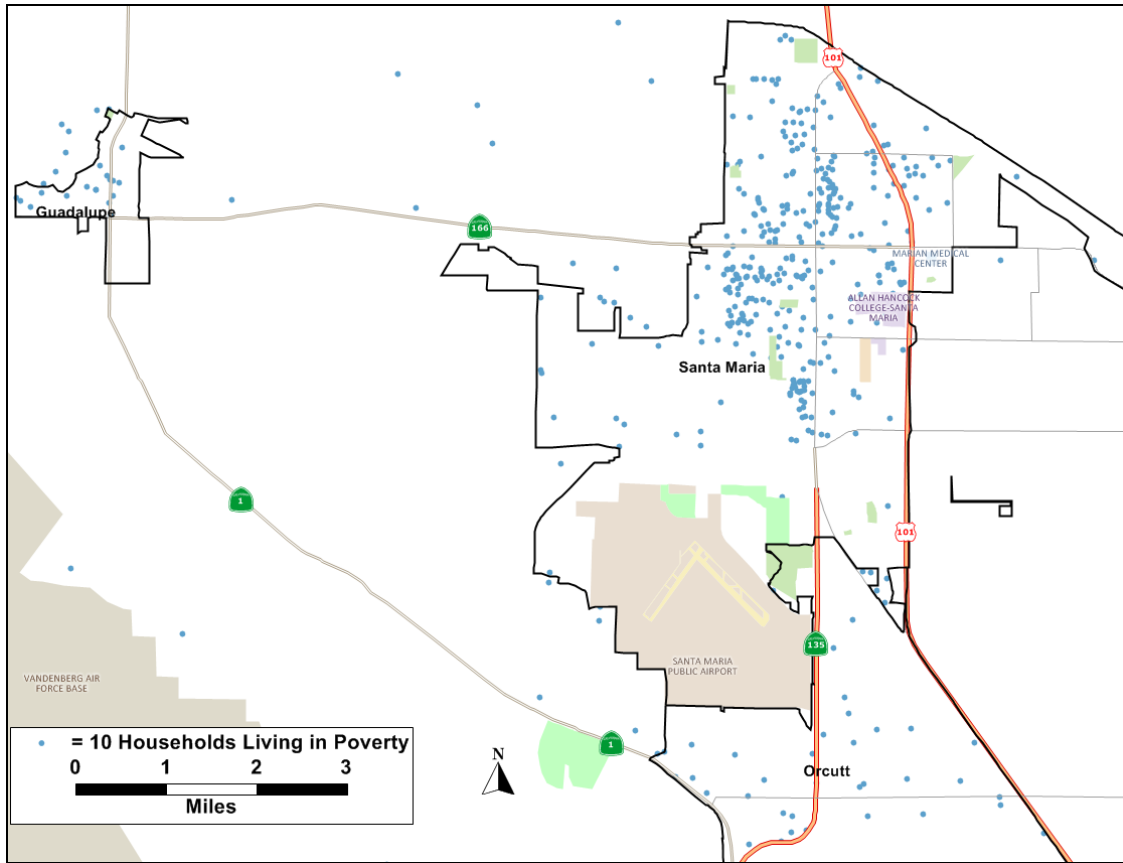 101
Guadalupe
166
MARIAN MEDICAL
CENTER
ALLAN HANCOCK
COLLEGE-SANTA
MARIA
Santa Maria
1
101
135
SANTA MARIA
PUBLIC AIRPORT
VANDENBERG AIR
FORCE BASE
= 10 Households Living in Poverty
0 1 2 3
Miles
N
1
Orcutt